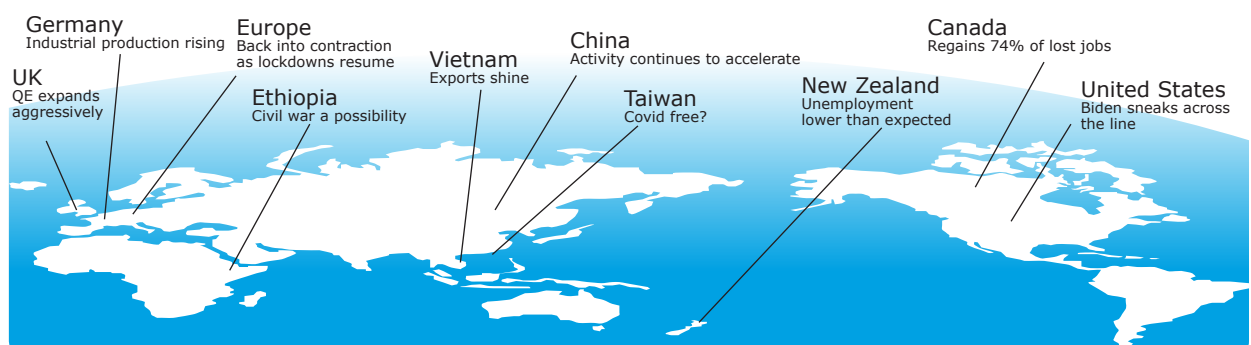 Germany
Industrial production rising
UK
QE expands
aggressively
Europe
Back into contraction
as lockdowns resume
Ethiopia
Civil war a possibility
Vietnam
Exports shine
China
Activity continues to accelerate
Taiwan
Covid free?
New Zealand
Unemployment
lower than expected
Canada
Regains 74% of lost jobs
United States
Biden sneaks across
the line